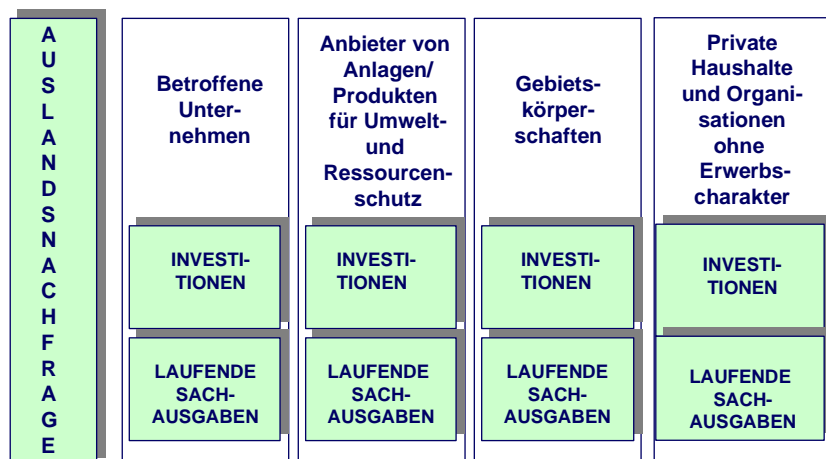 A
U
S
L
A
N
D
S
N
A
C
H
F
R
A
G
E
Betroffene
Unter-
nehmen
Anbieter von
Anlagen/
Produkten
für Umwelt-
und
Ressourcen-
schutz
Gebiets-
körper-
schaften
Private
Haushalte
und Organi-
sationen
ohne
Erwerbs-
charakter
INVESTI-
TIONEN
INVESTI-
TIONEN
INVESTI-
TIONEN
INVESTI-
TIONEN
LAUFENDE
SACH-
AUSGABEN
LAUFENDE
SACH-
AUSGABEN
LAUFENDE
SACH-
AUSGABEN
LAUFENDE
SACH-
AUSGABEN